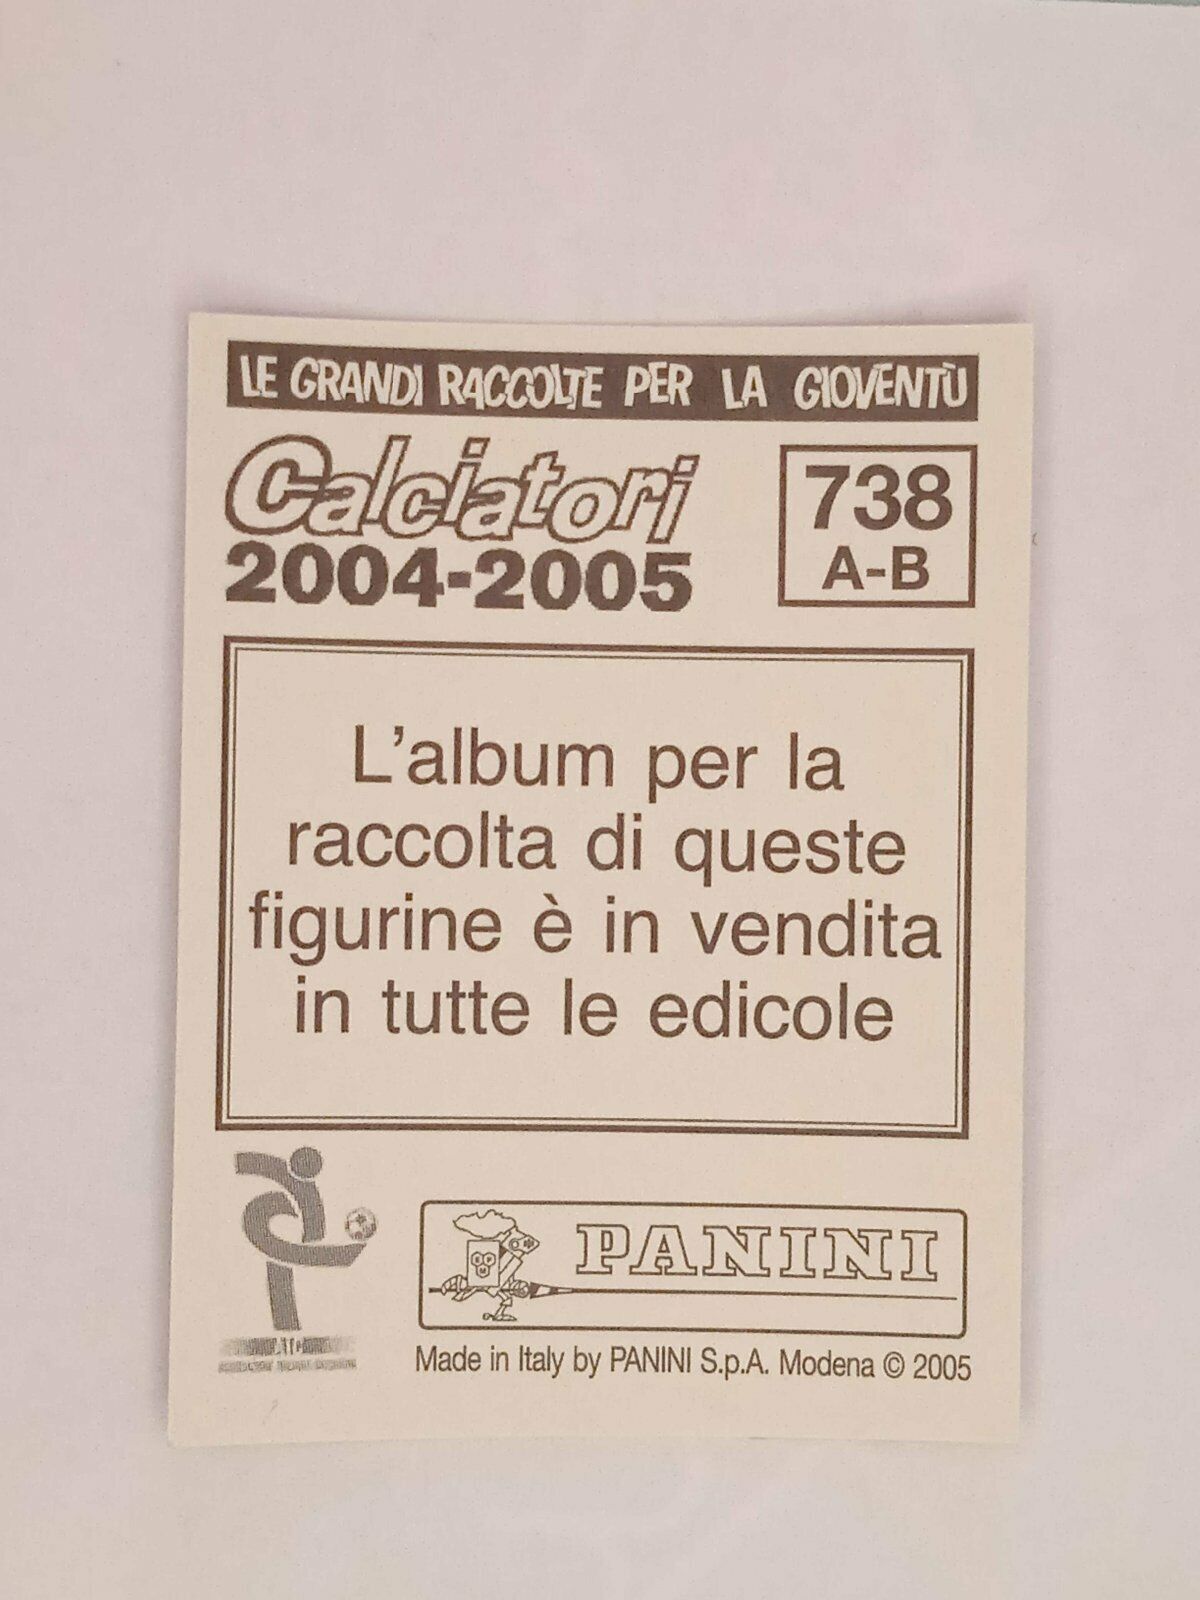 LE GRANDI RACCOLTE PER LA GIOVENTÙ
Calciatori
2004-2005
738
A-B
L'album per la
raccolta di queste
figurine è in vendita
in tutte le edicole
PANINI
Made in Italy by PANINI S.p.A. Modena © 2005